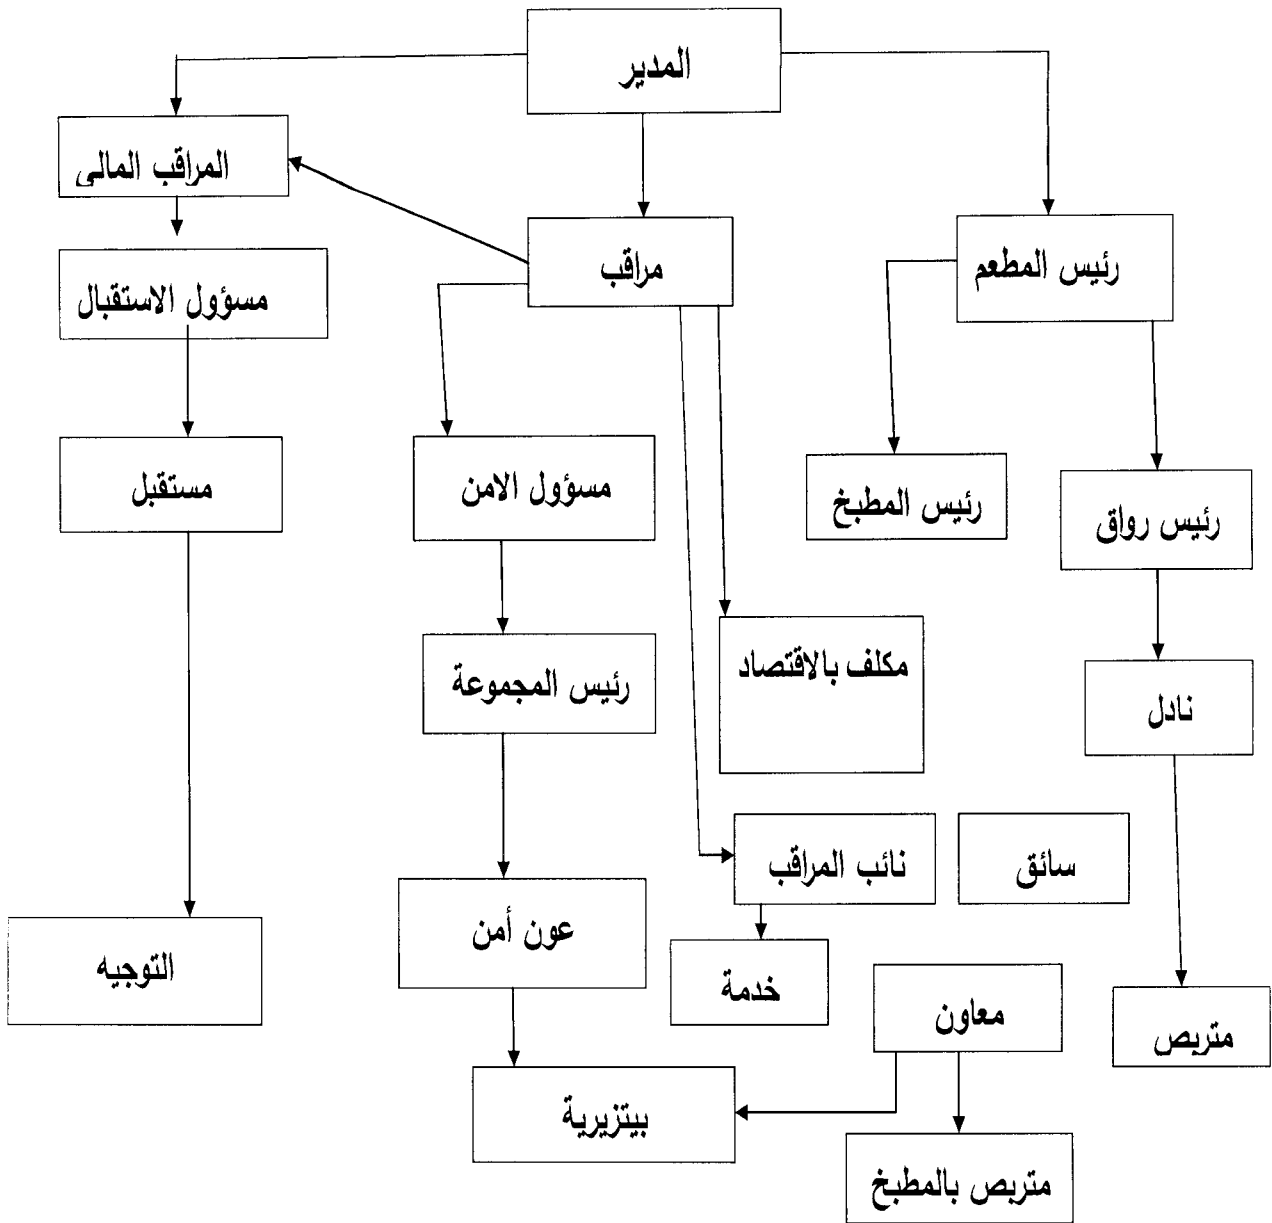 المدير
المراقب المالي
مراقب
رئيس المطعم
مسؤول الاستقبال
مستقبل
مسؤول الامن
رئيس المطبخ
رئيس رواق
رئيس المجموعة
مكلف بالاقتصاد
نادل
نائب المراقب
سائق
عون أمن
التوجيه
خدمة
معاون
متربص
بيتزيرية
متربص بالمطبخ